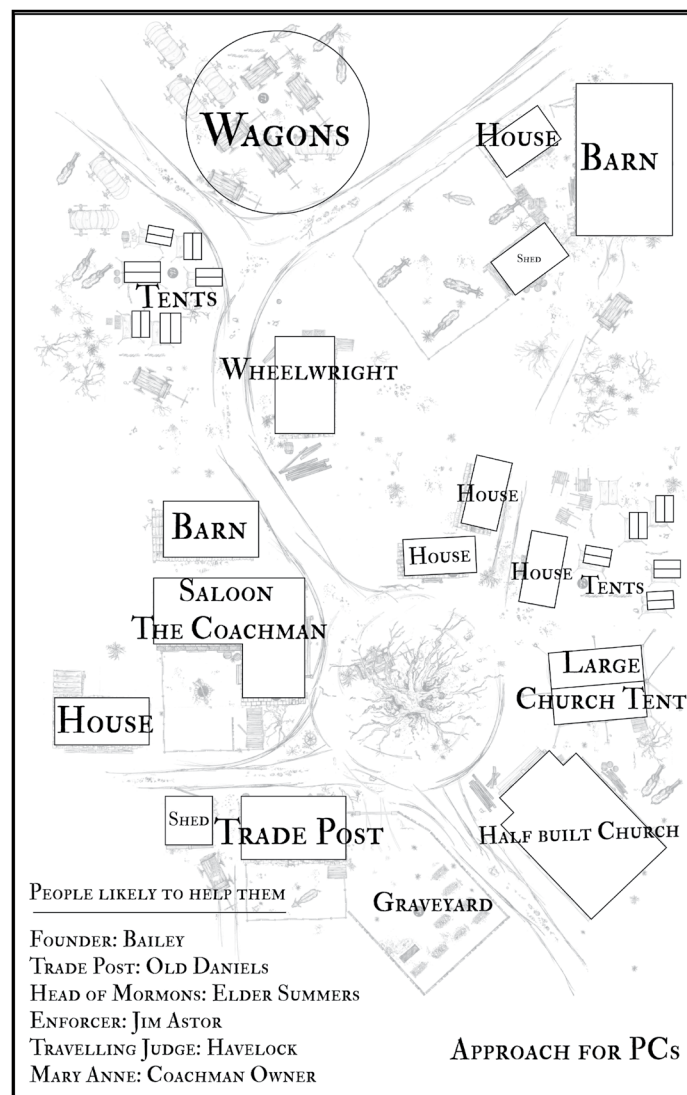 Wagons
House
Barn
Shed
Tents
Wheelwright
House
Barn
House
House
Tents
Saloon
The Coachman
Large
Church Tent
House
Shed
Trade Post
Half built Church
Graveyard
People likely to help them
Founder: Bailey
Trade Post: Old Daniels
Head of Mormons: Elder Summers
Enforcer: Jim Astor
Travelling Judge: Havelock
Mary Anne: Coachman Owner
Approach for PCs